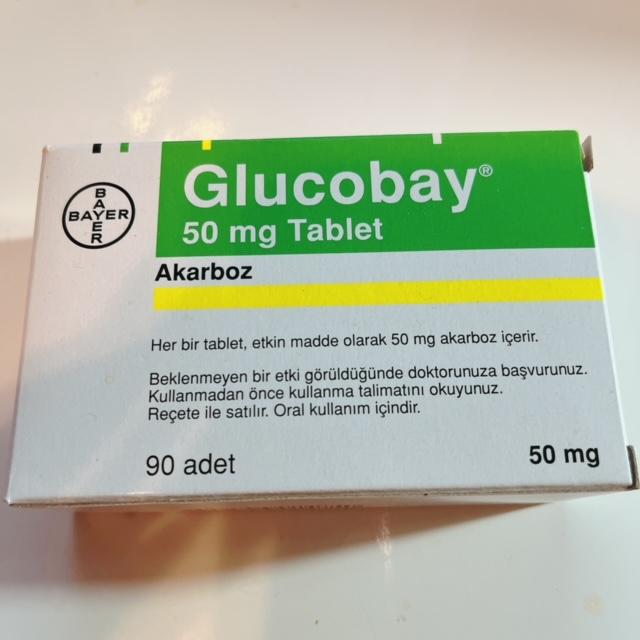 BAYER
BAYER
Glucobay®
50 mg Tablet
Akarboz
Her bir tablet, etkin madde olarak 50 mg akarboz içerir.
Beklenmeyen bir etki görüldüğünde doktorunuza başvurunuz.
Kullanmadan önce kullanma talimatını okuyunuz.
Reçete ile satılır. Oral kullanım içindir.
90 adet
50 mg